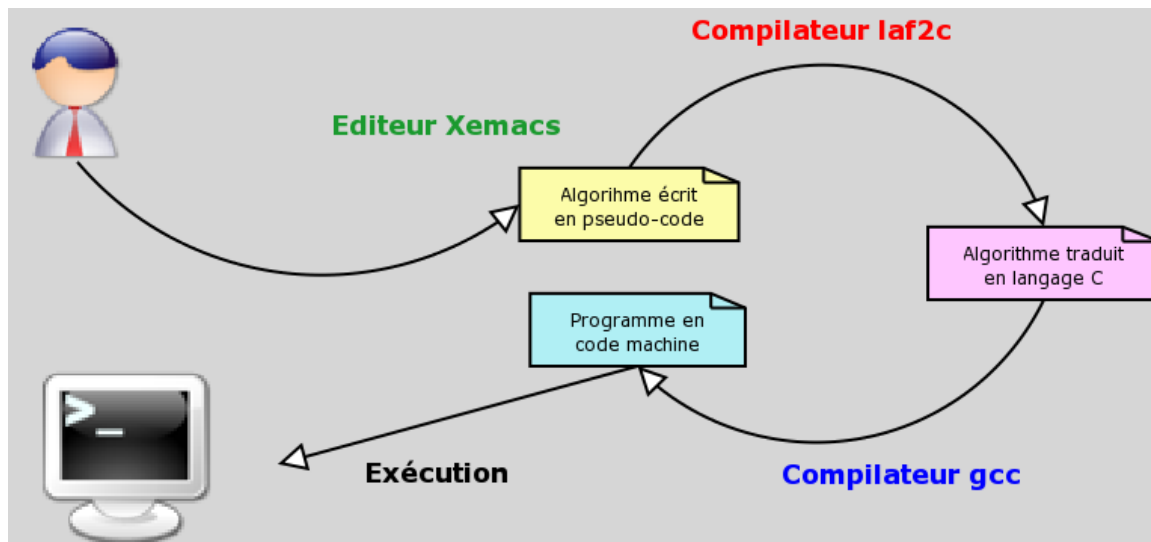 Compilateur laf2c
Editeur Xemacs
Algorihme écrit
en pseudo-code
Algorithme traduit
en langage C
Programme en
code machine
>_
Exécution
Compilateur gcc